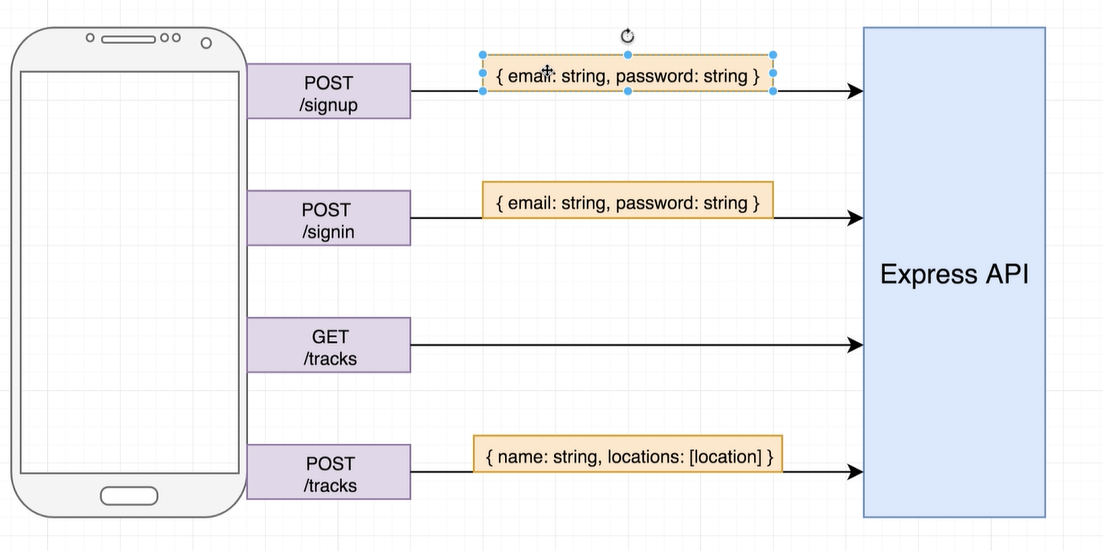 POST
/signup
{ email: string, password: string }
POST
/signin
{ email: string, password: string }
Express API
GET
/tracks
POST
/tracks
{ name: string, locations: [location] }